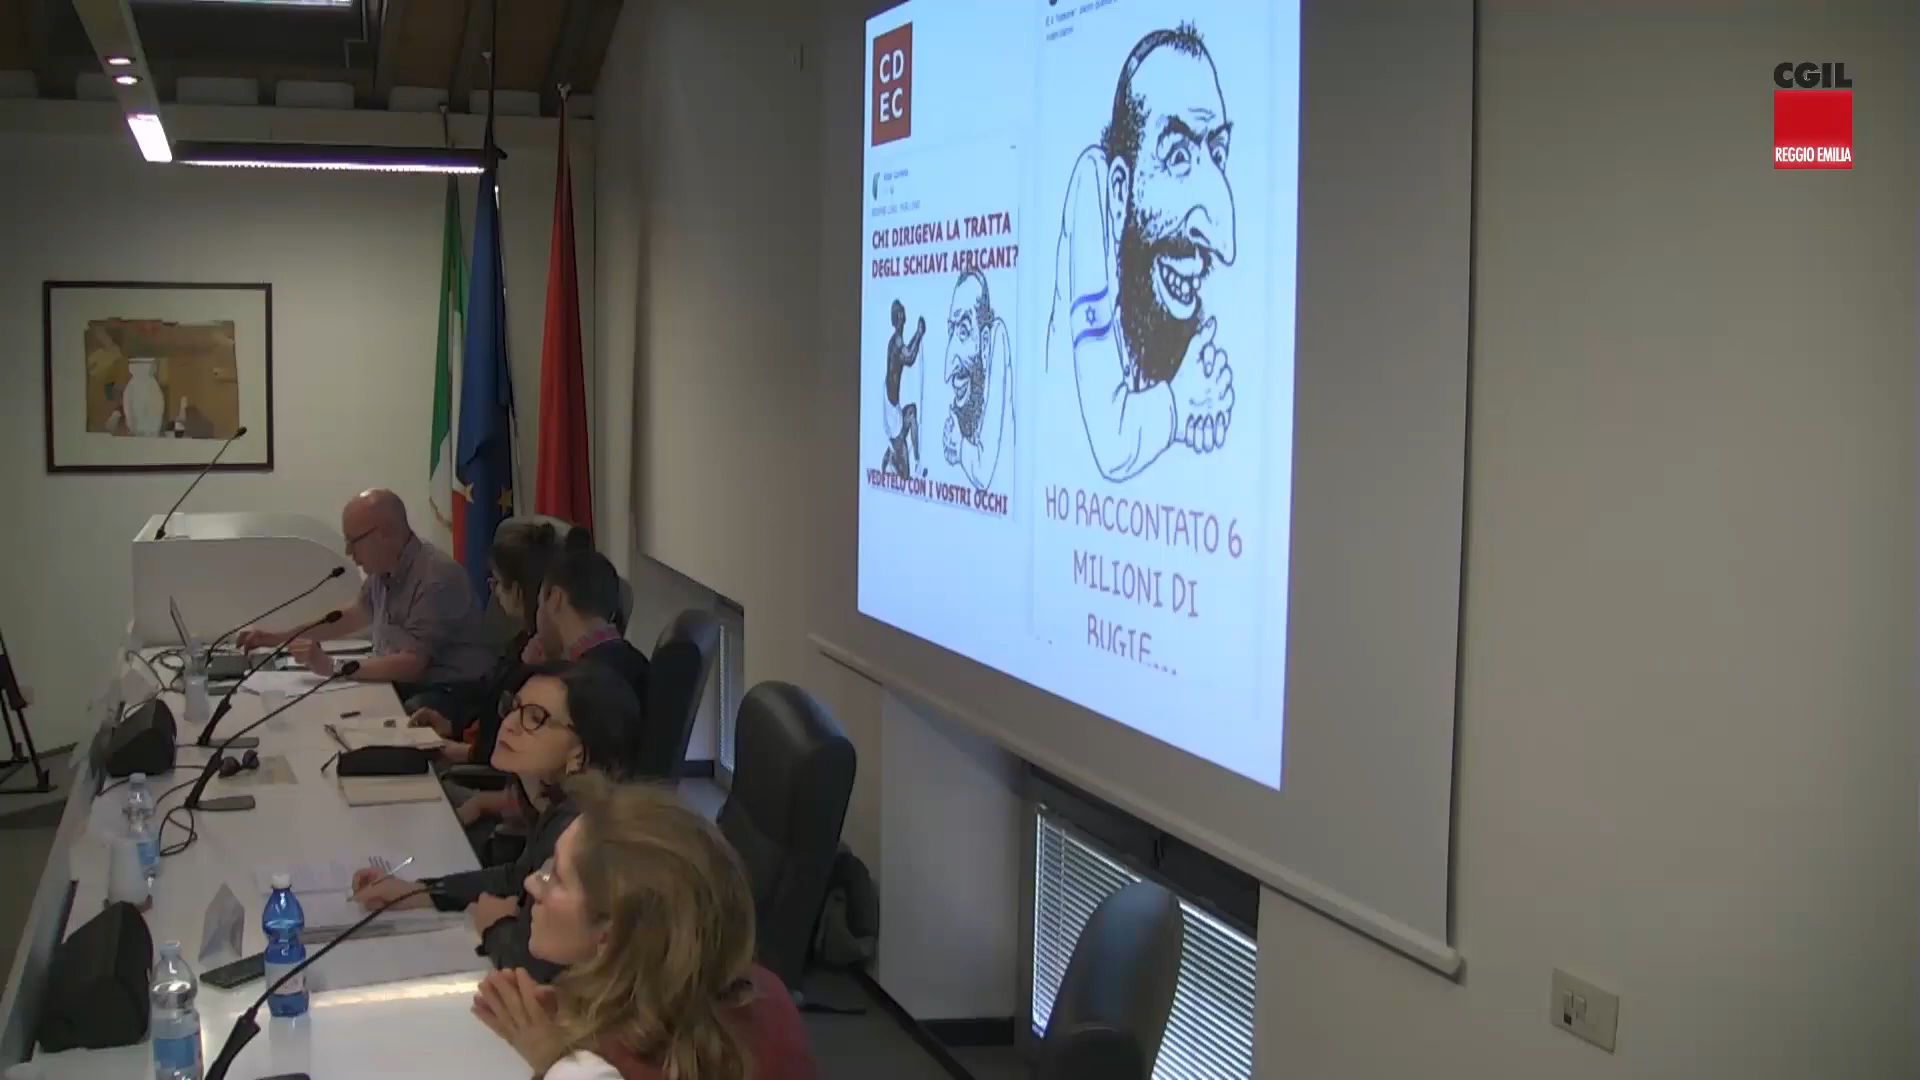 CD
EC
CHI DIRIGEVA LA TRATTA
DEGLI SCHIAVI AFRICANI?
VEDETELO CON I VOSTRI OCCHI
HO RACCONTATO 6
MILIONI DI
BUGIE...
CGIL
REGGIO EMILIA